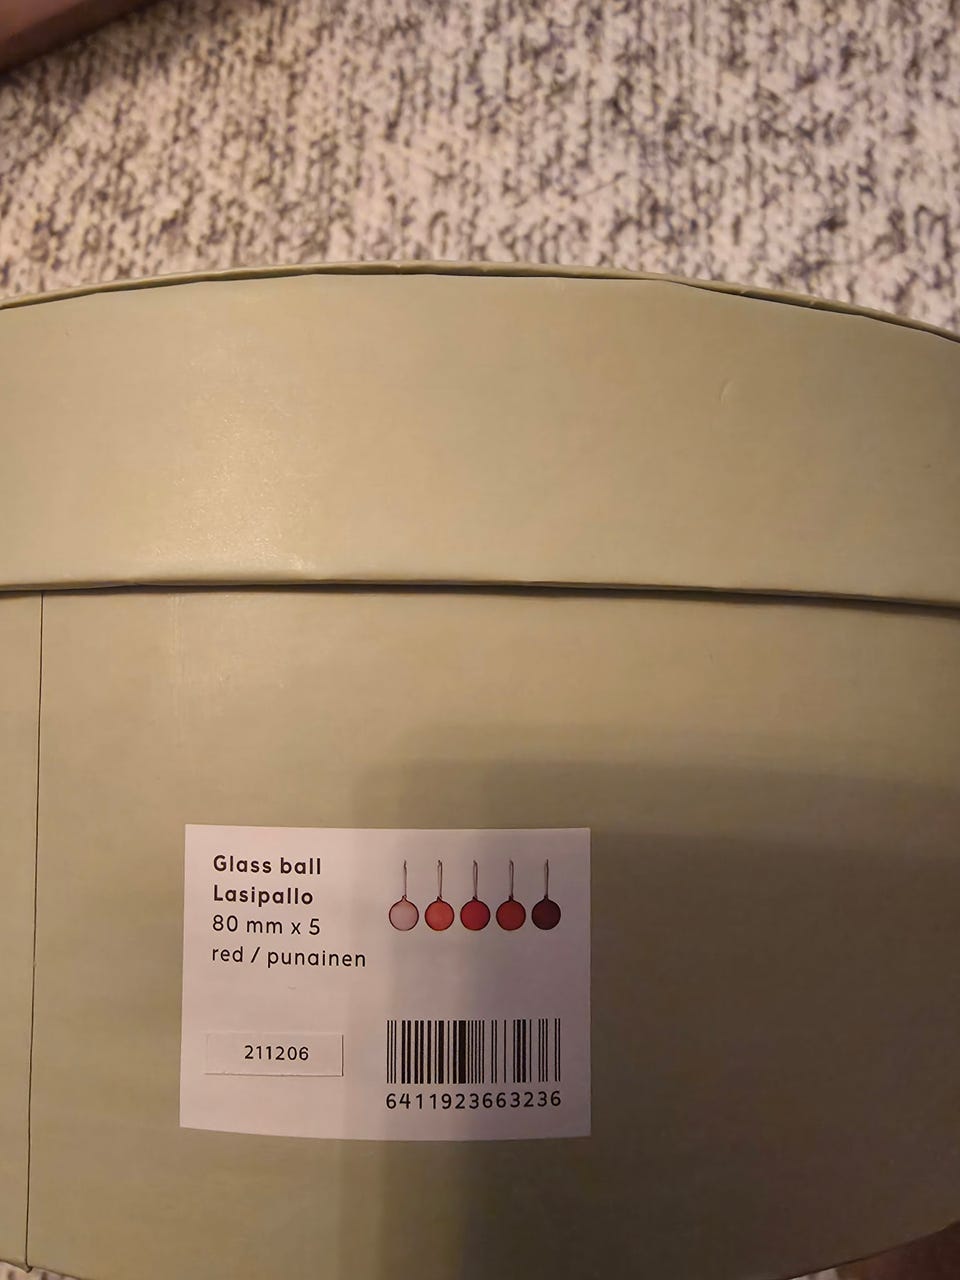 Glass ball
Lasipallo
80 mm x 5
red / punainen
211206
6411923663236